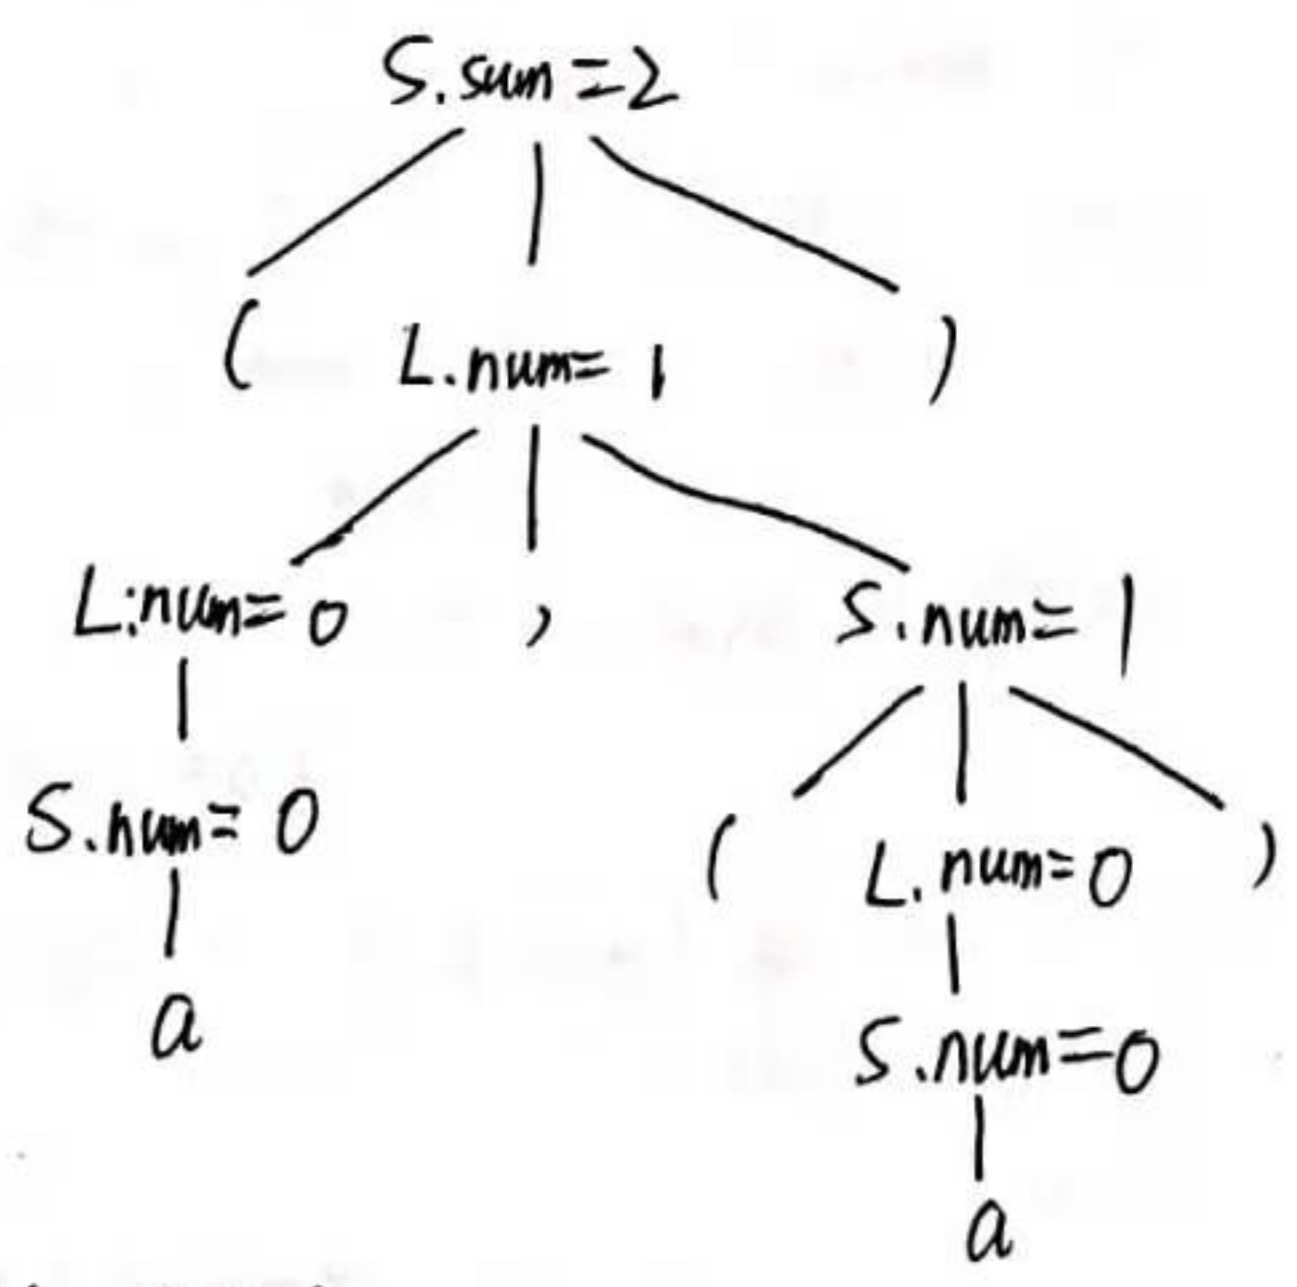 S.sum=2
( L.num= 1 )
L.num= 0 , S.num= 1
S.num= 0 ( L.num=0 )
a S.num=0
a